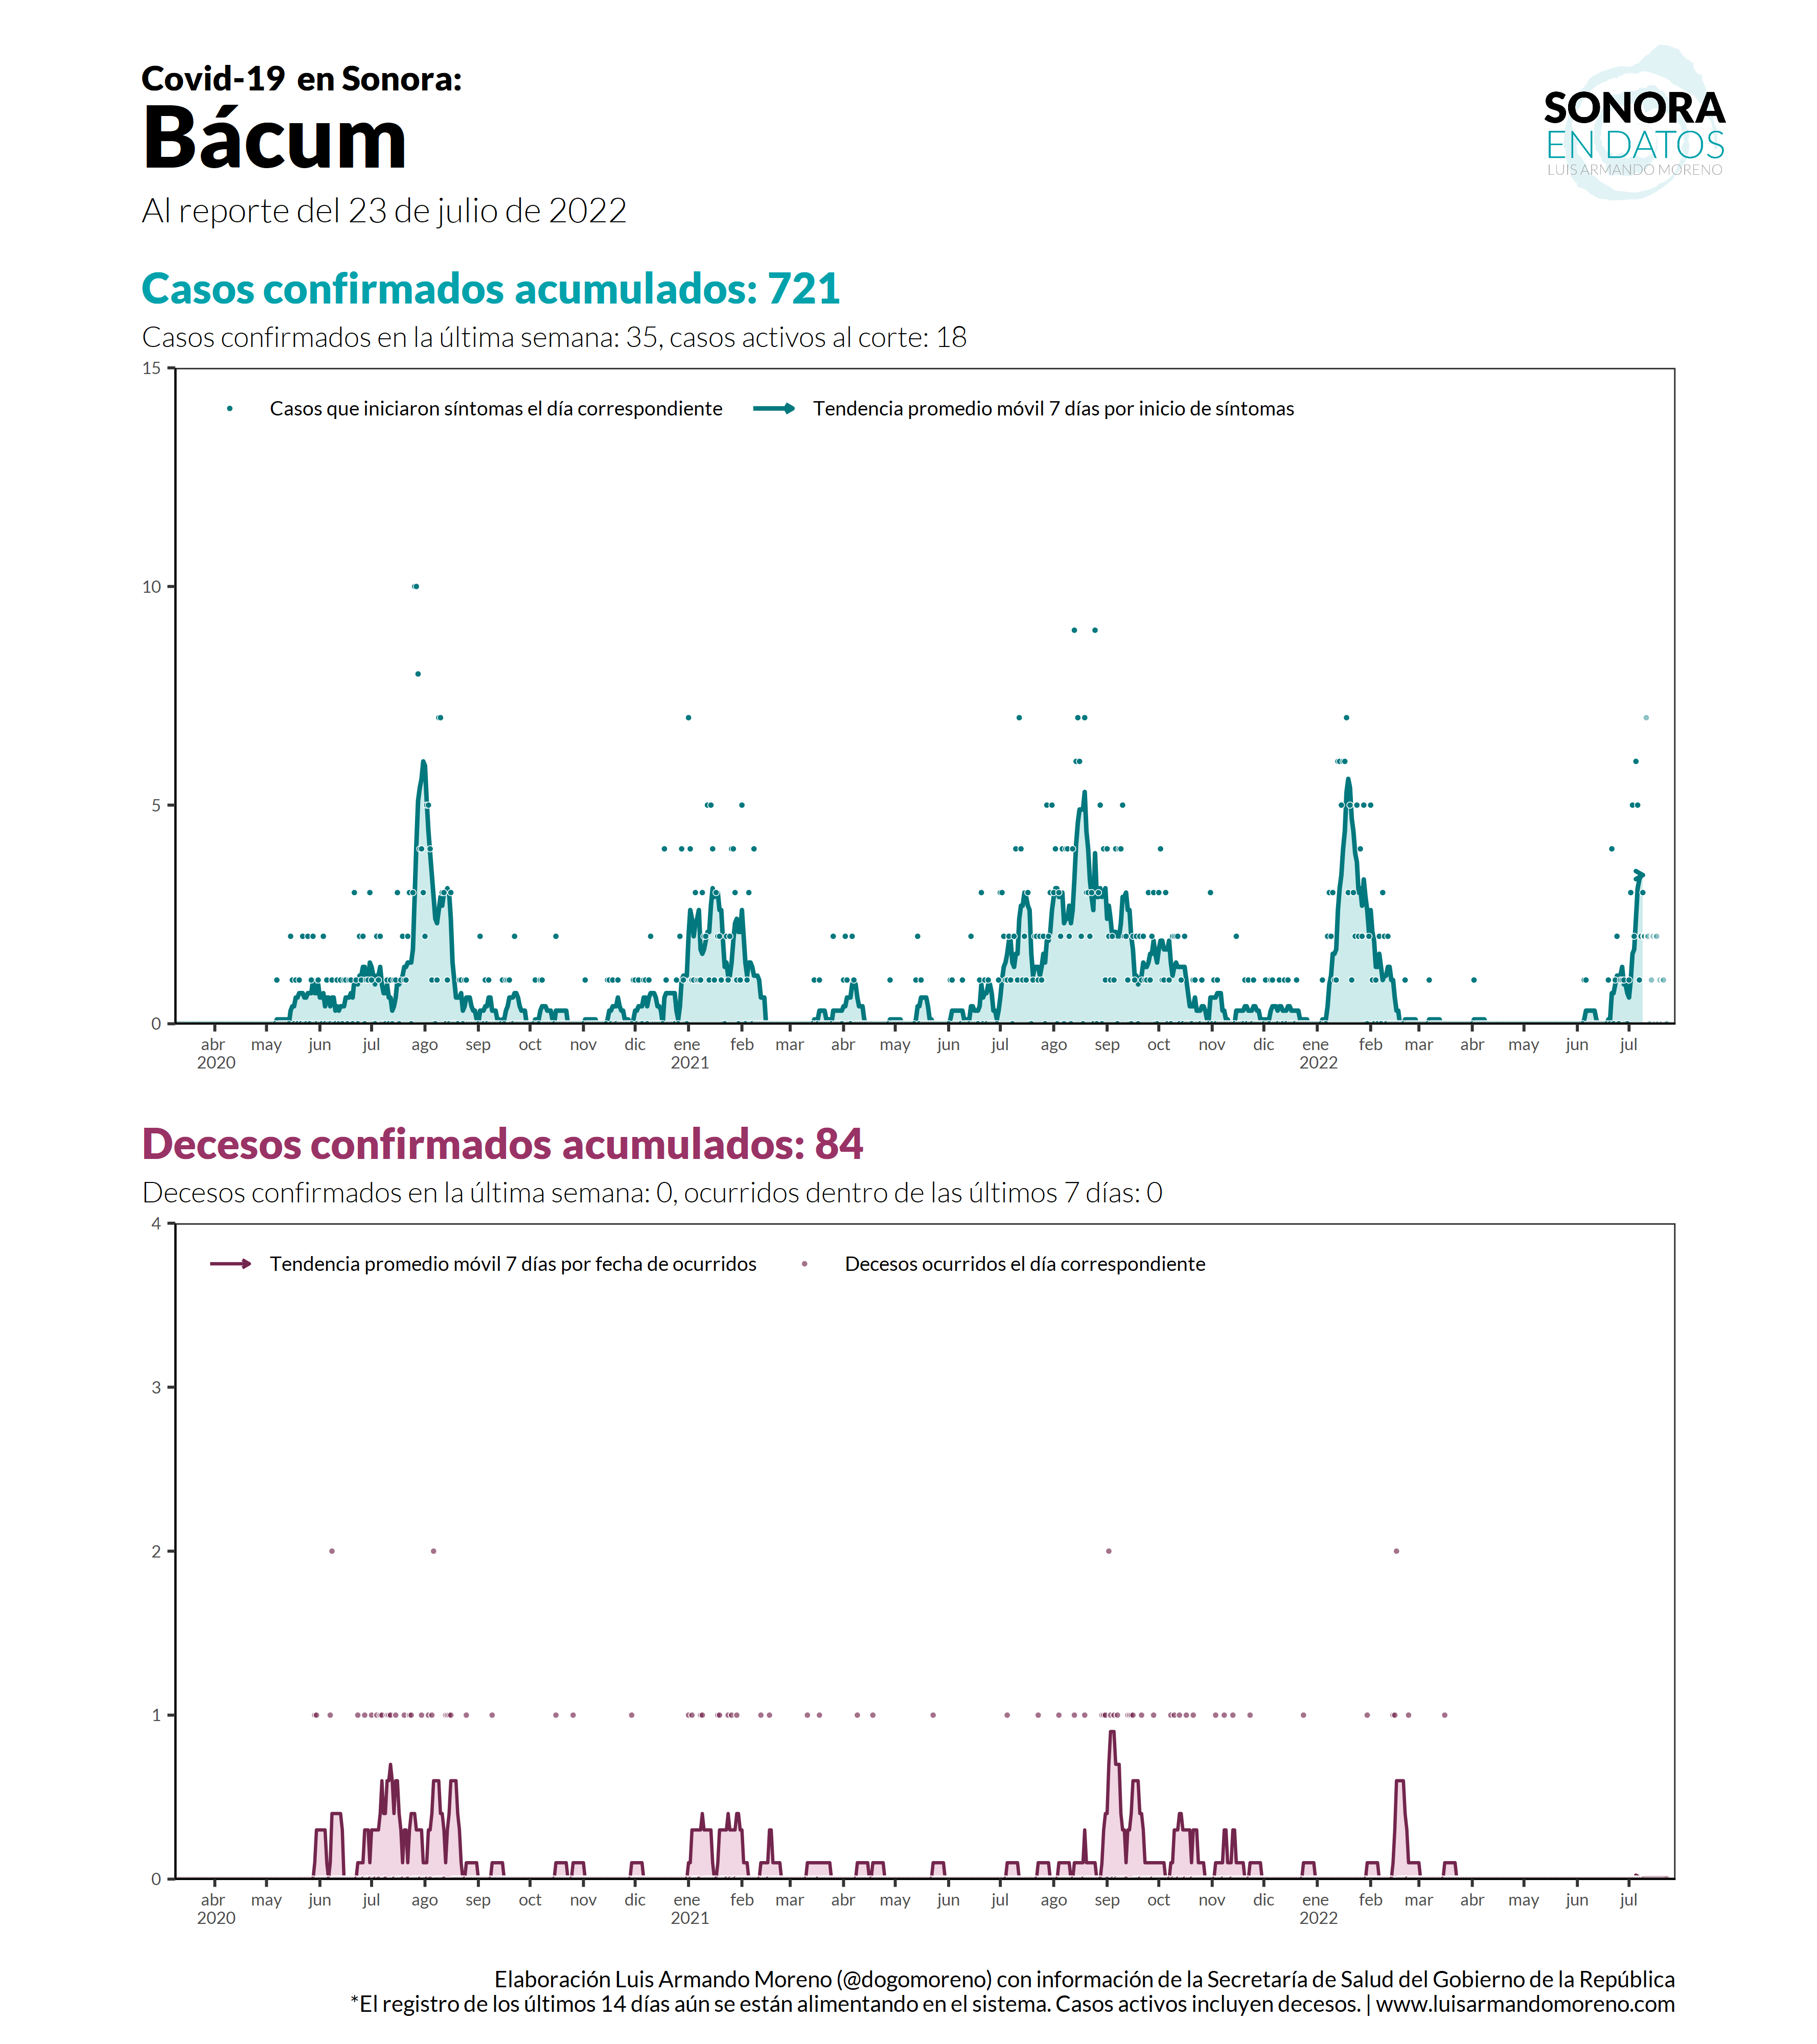 Covid-19 en Sonora:
Bácum
Al reporte del 23 de julio de 2022
SONORA
EN DATOS
LUIS ARMANDO MORENO
Casos confirmados acumulados: 721
Casos confirmados en la última semana: 35, casos activos al corte: 18
15
10
5
0
Casos que iniciaron síntomas el día correspondiente
Tendencia promedio móvil 7 días por inicio de síntomas
abr may jun jul ago sep oct nov dic ene feb mar abr may jun jul ago sep oct nov dic ene feb mar abr may jun jul
2020 2021 2022
Decesos confirmados acumulados: 84
Decesos confirmados en la última semana: 0, ocurridos dentro de las últimos 7 días: 0
4
3
2
1
0
Tendencia promedio móvil 7 días por fecha de ocurridos
Decesos ocurridos el día correspondiente
abr may jun jul ago sep oct nov dic ene feb mar abr may jun jul ago sep oct nov dic ene feb mar abr may jun jul
2020 2021 2022
Elaboración Luis Armando Moreno (@dogomoreno) con información de la Secretaría de Salud del Gobierno de la República
*El registro de los últimos 14 días aún se están alimentando en el sistema. Casos activos incluyen decesos. | www.luisarmandomoreno.com